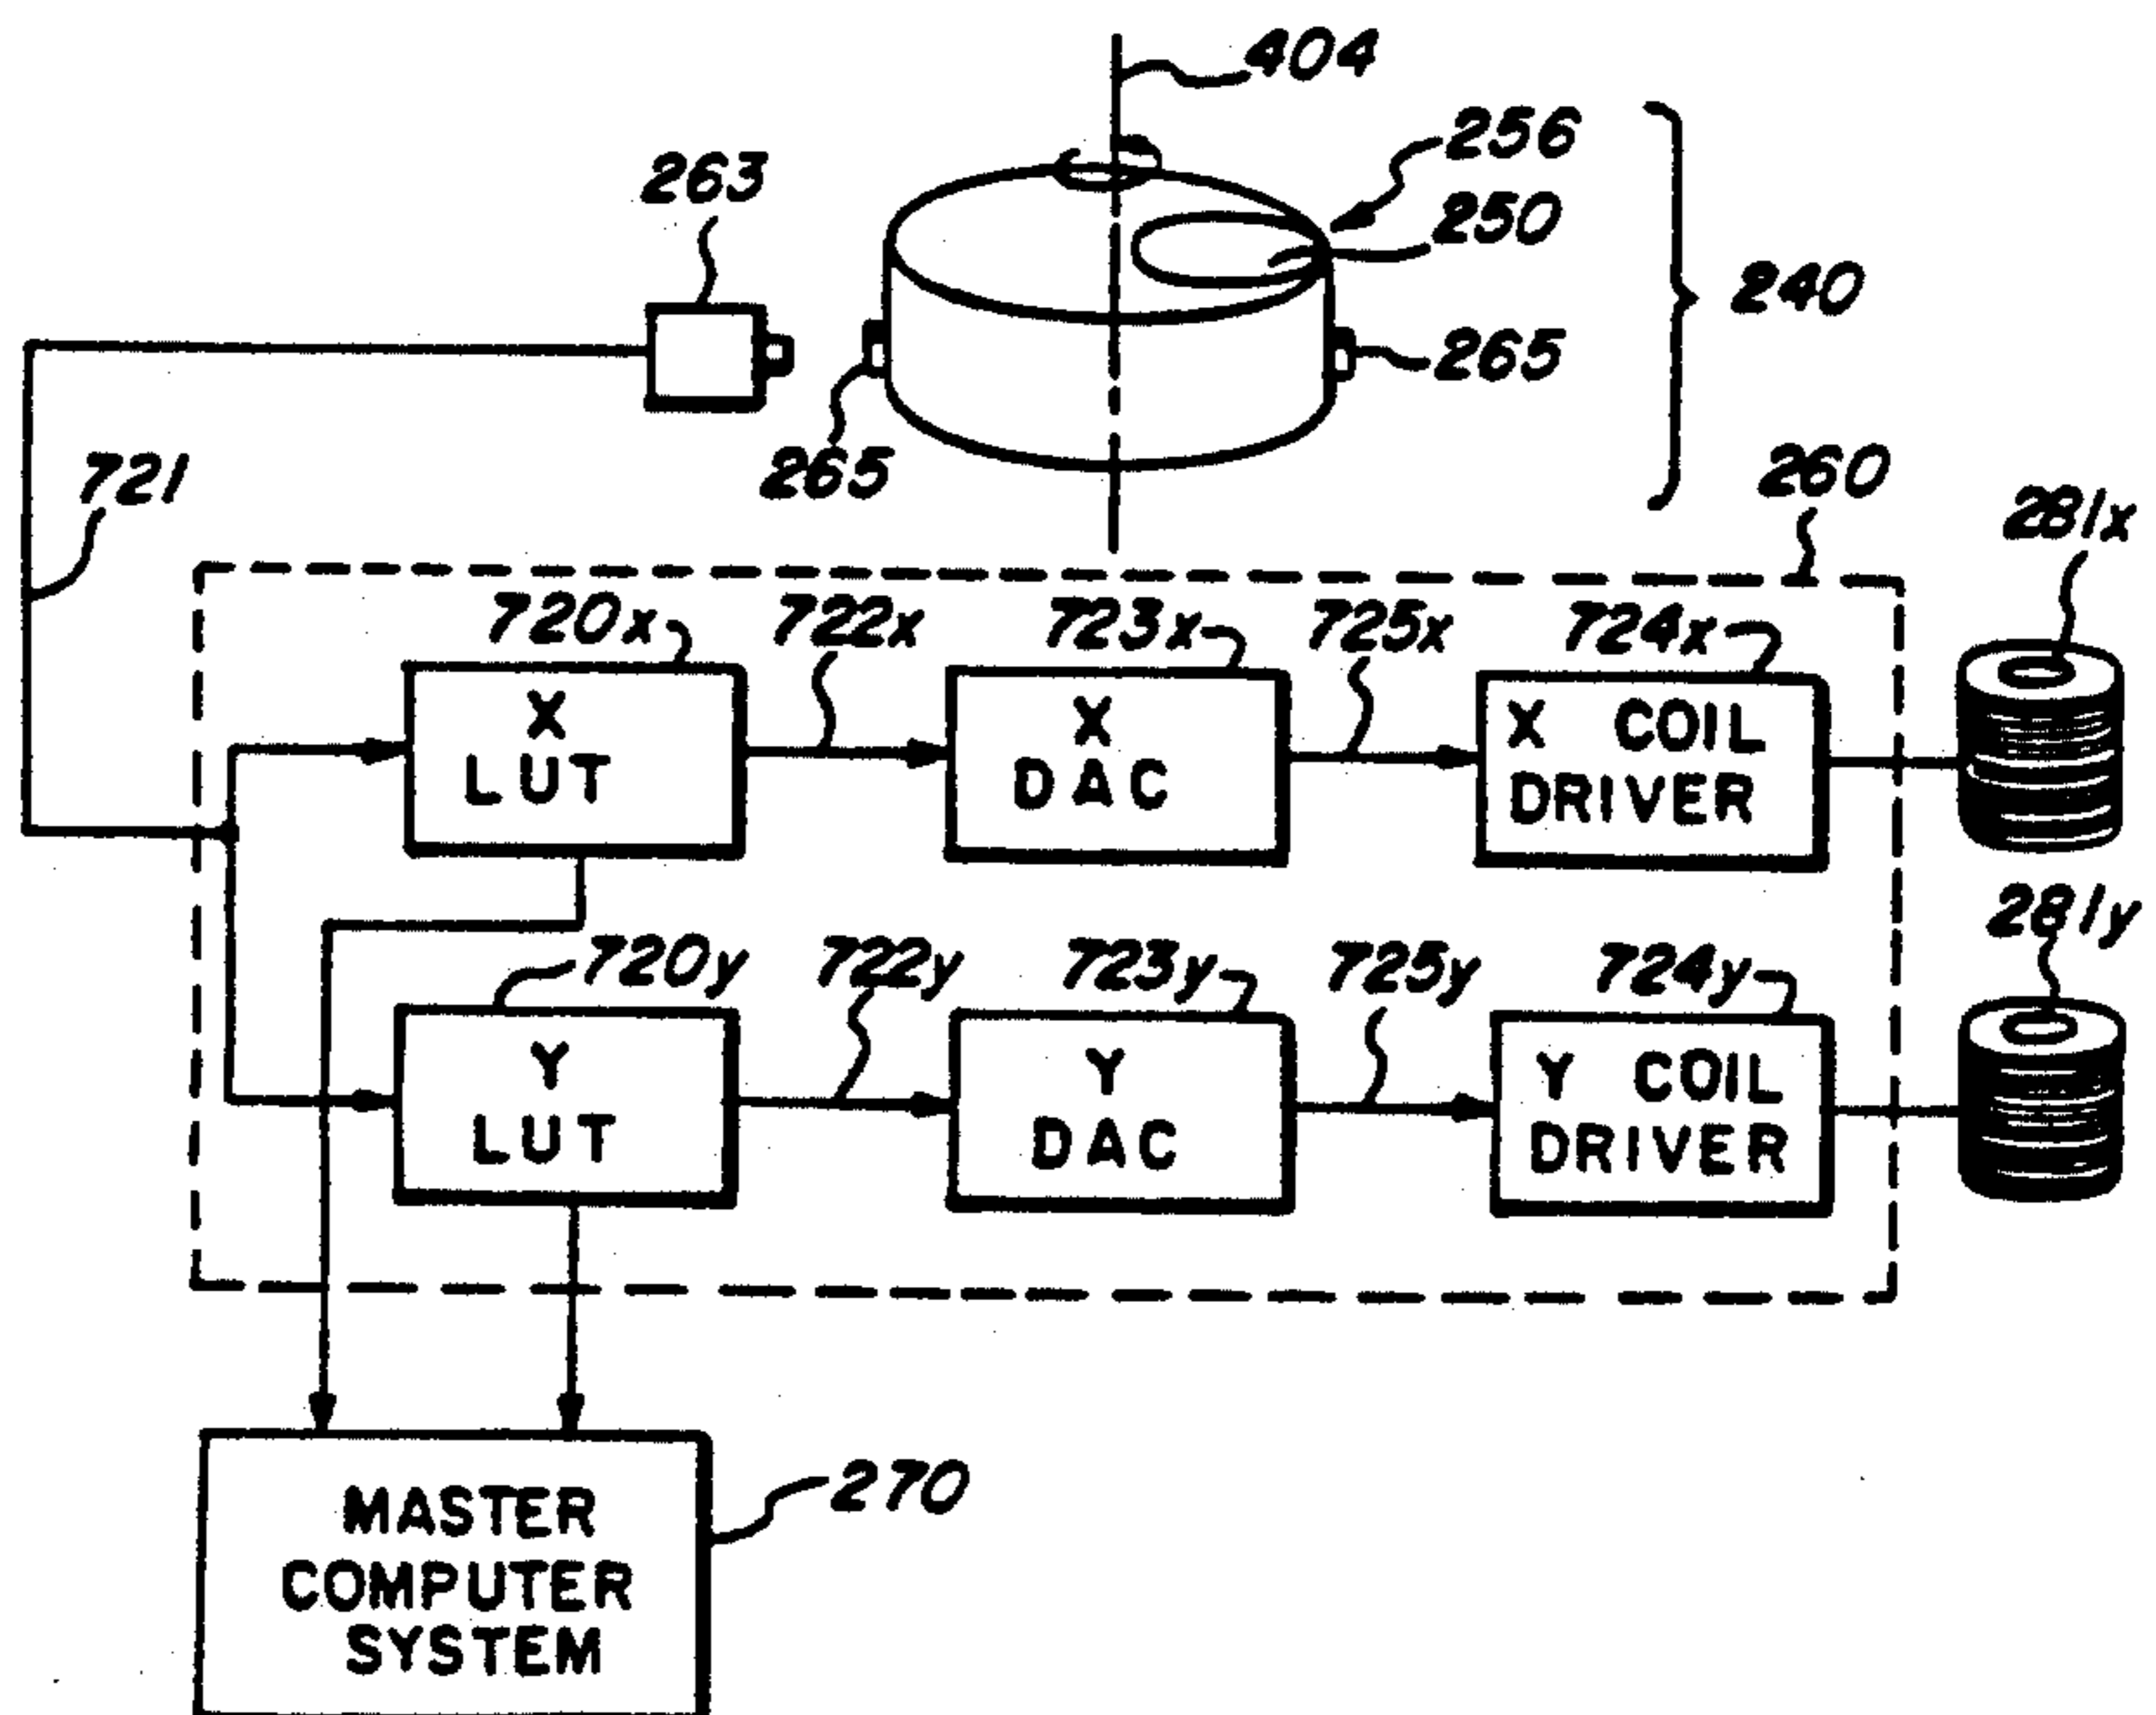 404
256
263
250
240
265
265
260
721
281x
720x 722x 723x 725x 724x
X LUT
X DAC
X COIL DRIVER
281y
720y 722y 723y 725y 724y
Y LUT
Y DAC
Y COIL DRIVER
270
MASTER
COMPUTER
SYSTEM